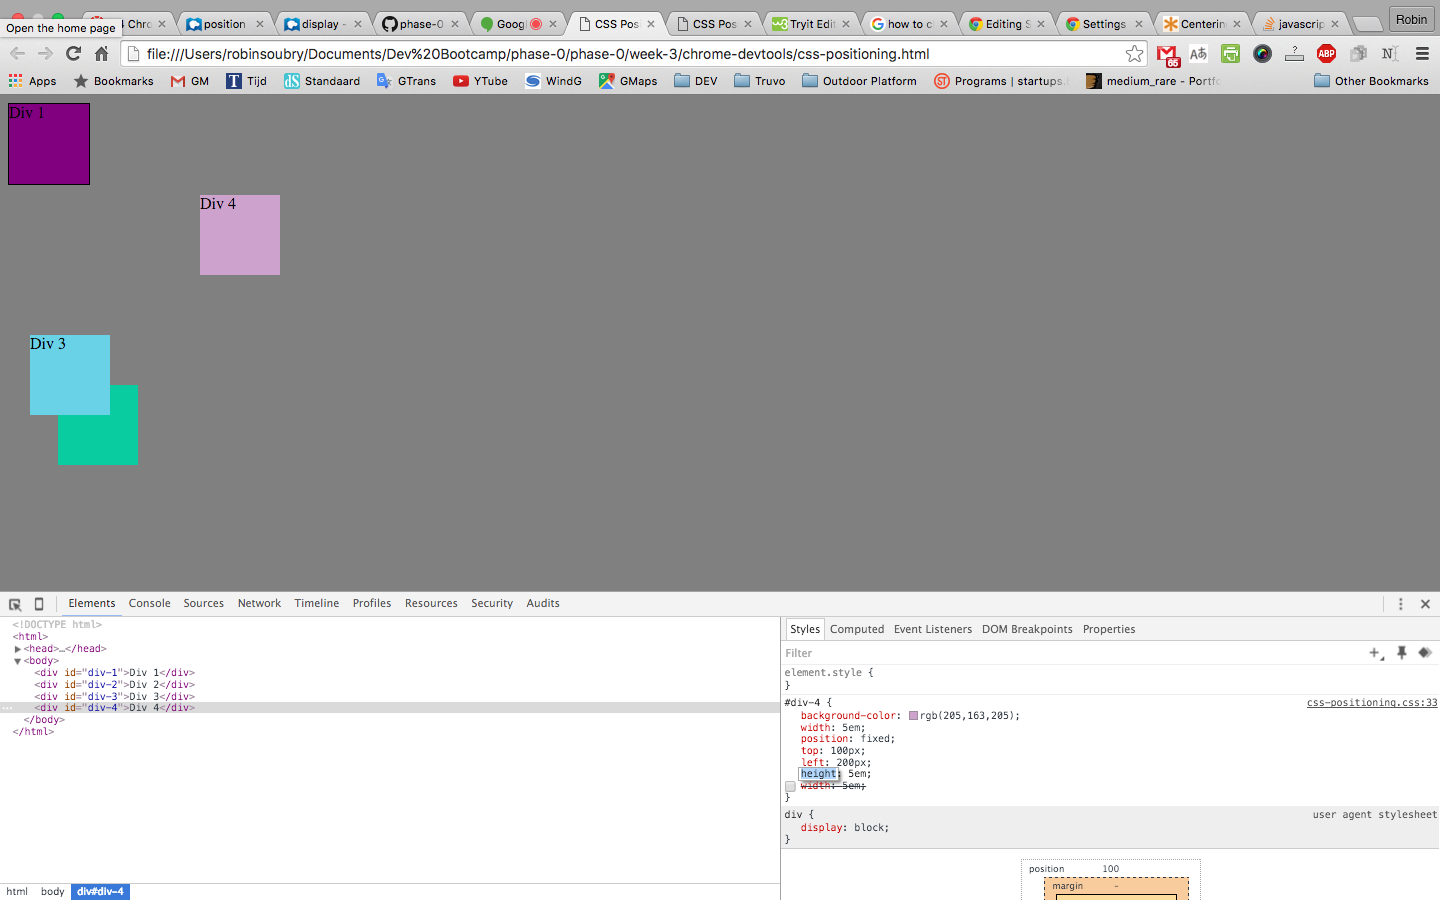 4 Chro
position
display -
phase-0
Goog
CSS Pos
CSS Pos
Tryit Edit
how to c
Editing S
Settings
Centerin
javascrip
Robin
Open the home page
file:///Users/robinsoubry/Documents/Dev%20Bootcamp/phase-0/phase-0/week-3/chrome-devtools/css-positioning.html
65
ABP
Apps Bookmarks GM Tijd Standaard GTrans YTube WindG GMaps DEV Truvo Outdoor Platform Programs | startups. medium_rare - Portf Other Bookmarks
Div 1
Div 4
Div 3
Elements Console Sources Network Timeline Profiles Resources Security Audits
<!DOCTYPE html>
<html>
<head>…</head>
<body>
<div id="div-1">Div 1</div>
<div id="div-2">Div 2</div>
<div id="div-3">Div 3</div>
<div id="div-4">Div 4</div>
</body>
</html>
html body div#div-4
Styles Computed Event Listeners DOM Breakpoints Properties
Filter
element.style {
}
#div-4 { css-positioning.css:33
background-color: rgb(205,163,205);
width: 5em;
position: fixed;
top: 100px;
left: 200px;
height: 5em;
width: 5em;
}
div { user agent stylesheet
display: block;
}
position 100
margin -